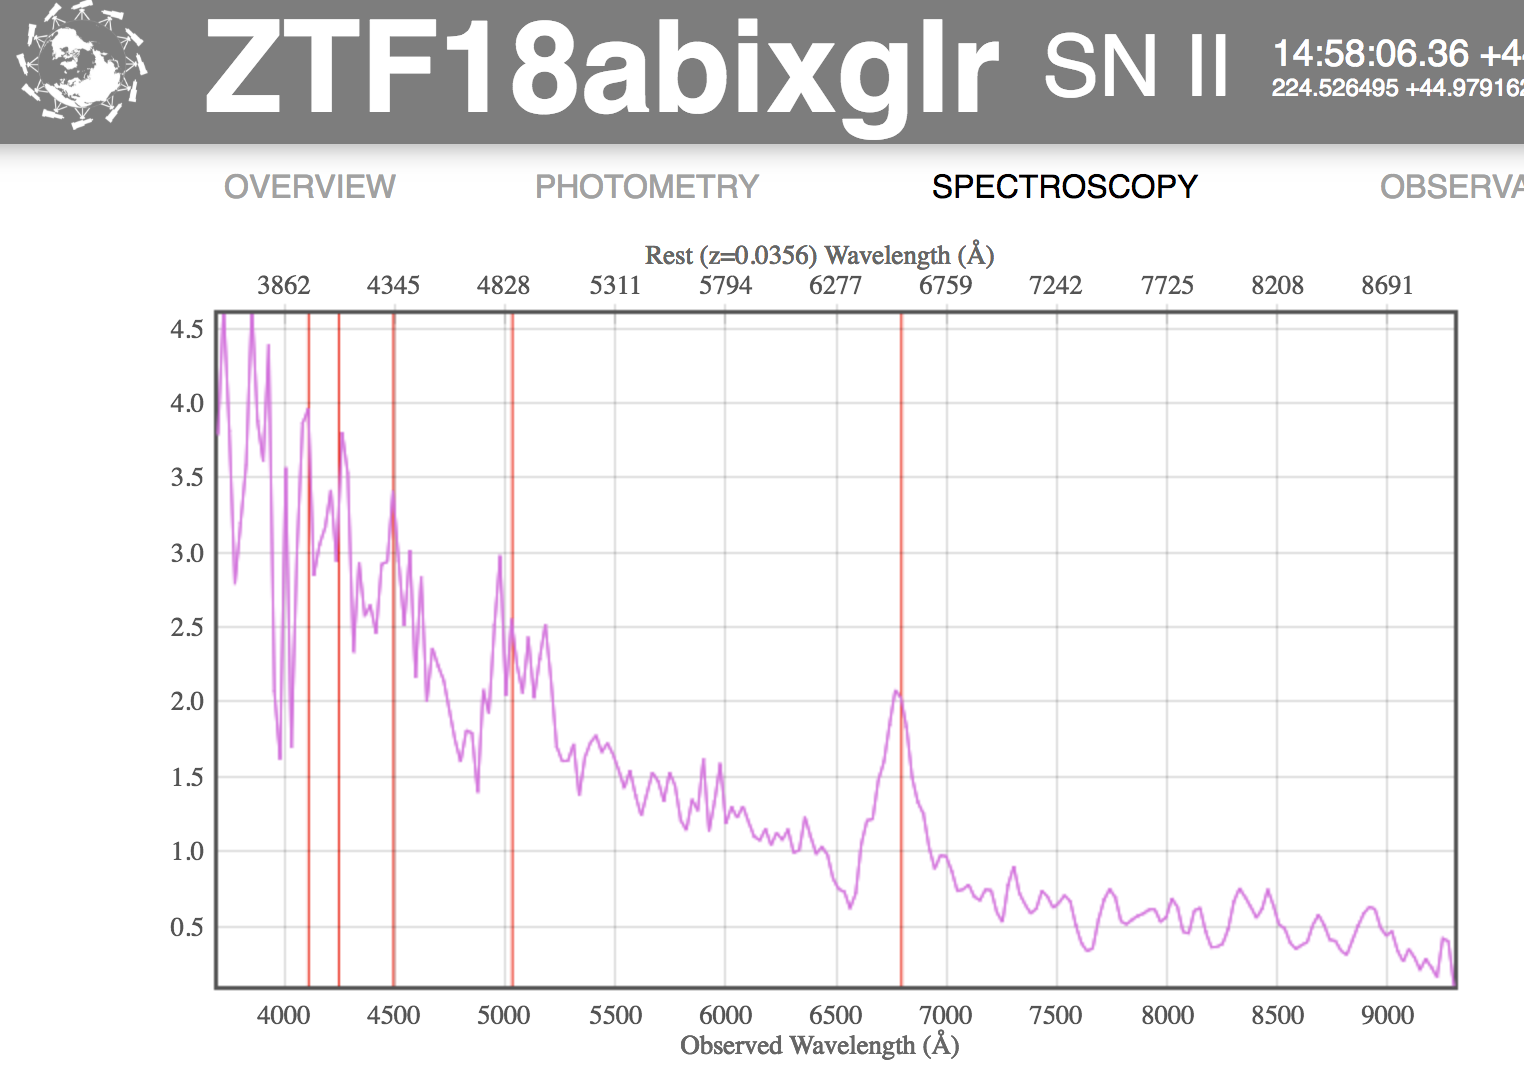 ZTF18abixglr SN II 14:58:06.36 +4
224.526495 +44.979162
OVERVIEW PHOTOMETRY SPECTROSCOPY OBSERVA
Rest (z=0.0356) Wavelength (Å)
3862 4345 4828 5311 5794 6277 6759 7242 7725 8208 8691
4.5
4.0
3.5
3.0
2.5
2.0
1.5
1.0
0.5
4000 4500 5000 5500 6000 6500 7000 7500 8000 8500 9000
Observed Wavelength (Å)